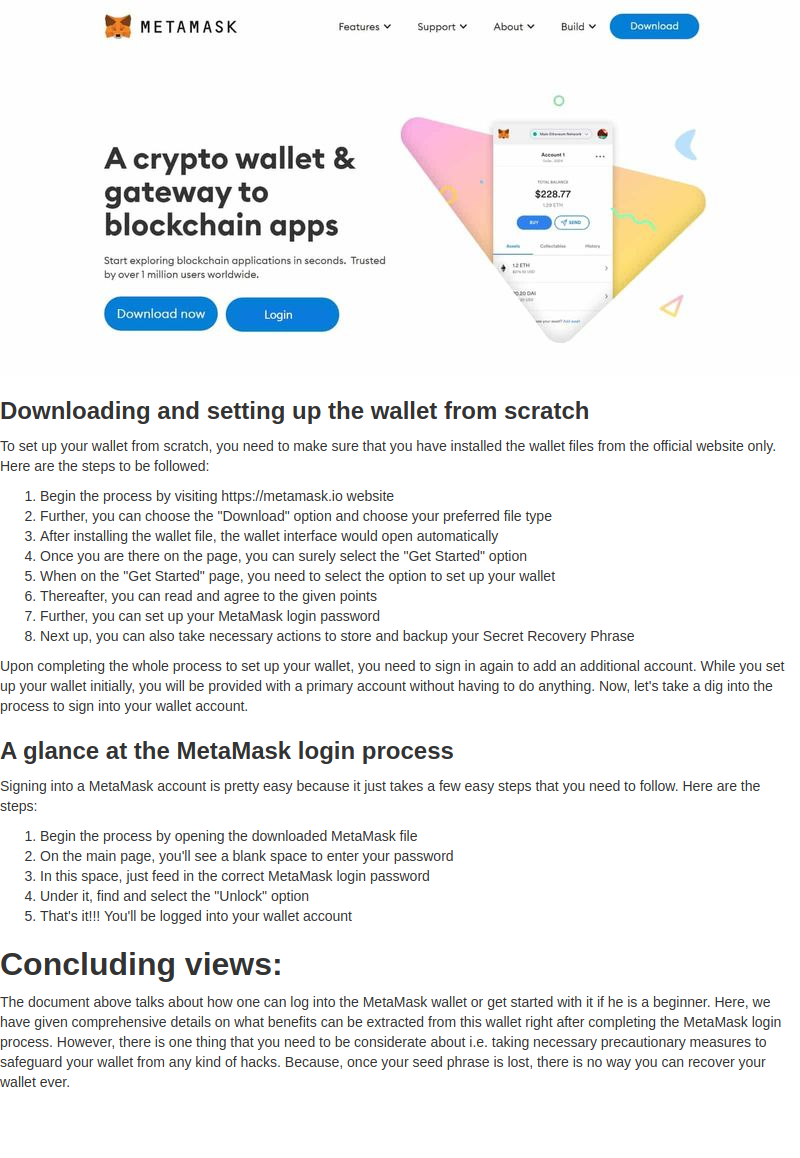 METAMASK
Features
Support
About
Build
Download
A crypto wallet &
gateway to
blockchain apps
Start exploring blockchain applications in seconds. Trusted
by over 1 million users worldwide.
Download now
Login
Main Ethereum Network
Account 1
TOTAL BALANCE
$228.77
1.29 ETH
BUY
SEND
Assets
Collectables
History
1.2 ETH
20 DAI
Downloading and setting up the wallet from scratch
To set up your wallet from scratch, you need to make sure that you have installed the wallet files from the official website only.
Here are the steps to be followed:
1. Begin the process by visiting https://metamask.io website
2. Further, you can choose the "Download" option and choose your preferred file type
3. After installing the wallet file, the wallet interface would open automatically
4. Once you are there on the page, you can surely select the "Get Started" option
5. When on the "Get Started" page, you need to select the option to set up your wallet
6. Thereafter, you can read and agree to the given points
7. Further, you can set up your MetaMask login password
8. Next up, you can also take necessary actions to store and backup your Secret Recovery Phrase
Upon completing the whole process to set up your wallet, you need to sign in again to add an additional account. While you set
up your wallet initially, you will be provided with a primary account without having to do anything. Now, let's take a dig into the
process to sign into your wallet account.
A glance at the MetaMask login process
Signing into a MetaMask account is pretty easy because it just takes a few easy steps that you need to follow. Here are the
steps:
1. Begin the process by opening the downloaded MetaMask file
2. On the main page, you'll see a blank space to enter your password
3. In this space, just feed in the correct MetaMask login password
4. Under it, find and select the "Unlock" option
5. That's it!!! You'll be logged into your wallet account
Concluding views:
The document above talks about how one can log into the MetaMask wallet or get started with it if he is a beginner. Here, we
have given comprehensive details on what benefits can be extracted from this wallet right after completing the MetaMask login
process. However, there is one thing that you need to be considerate about i.e. taking necessary precautionary measures to
safeguard your wallet from any kind of hacks. Because, once your seed phrase is lost, there is no way you can recover your
wallet ever.